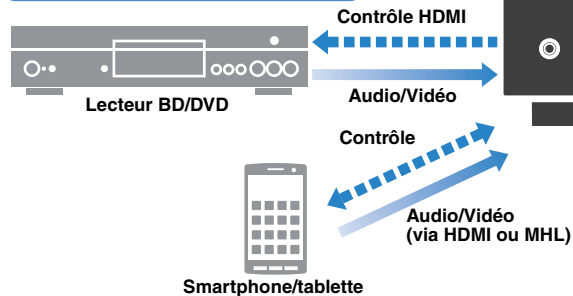 Contrôle HDMI
Audio/Vidéo
Lecteur BD/DVD
Contrôle
Audio/Vidéo
(via HDMI ou MHL)
Smartphone/tablette